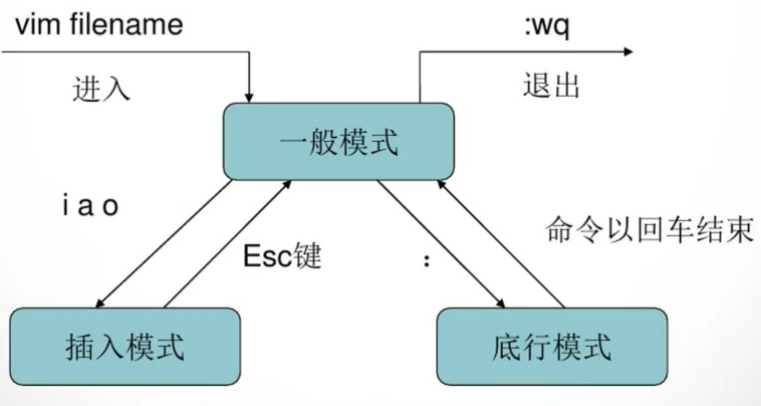 vim filename
:wq
进入
退出
一般模式
i a o
Esc键
:
命令以回车结束
插入模式
底行模式